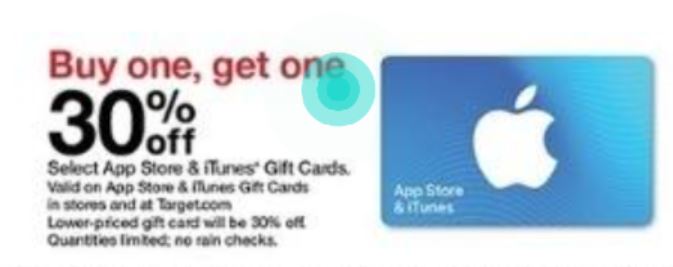 Buy one, get one
30% off
Select App Store & iTunes* Gift Cards.
Valid on App Store & iTunes Gift Cards
in stores and at Target.com
Lower-priced gift card will be 30% off.
Quantities limited; no rain checks.
App Store
& iTunes